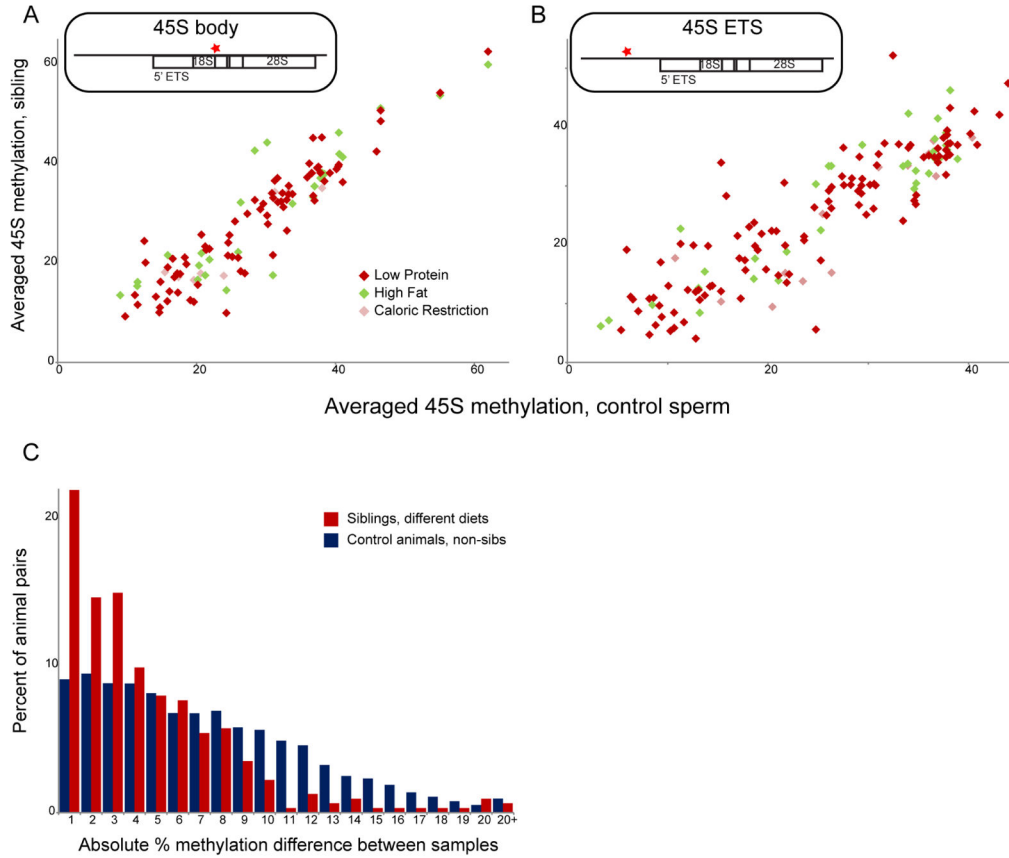 A
45S body
18S
28S
5' ETS
Averaged 45S methylation, sibling
60
40
20
0
0
20
40
60
Low Protein
High Fat
Caloric Restriction
B
45S ETS
18S
28S
5' ETS
40
20
0
0
20
40
Averaged 45S methylation, control sperm
C
Percent of animal pairs
20
10
0
Siblings, different diets
Control animals, non-sibs
1 2 3 4 5 6 7 8 9 10 11 12 13 14 15 16 17 18 19 20 20+
Absolute % methylation difference between samples